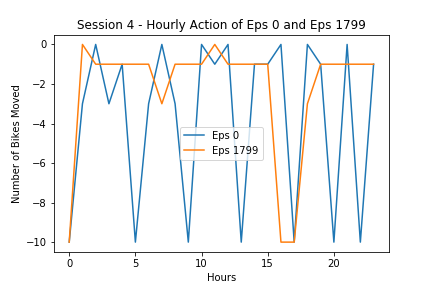 Session 4 - Hourly Action of Eps 0 and Eps 1799
Number of Bikes Moved
0
−2
−4
−6
−8
−10
Eps 0
Eps 1799
0 5 10 15 20
Hours